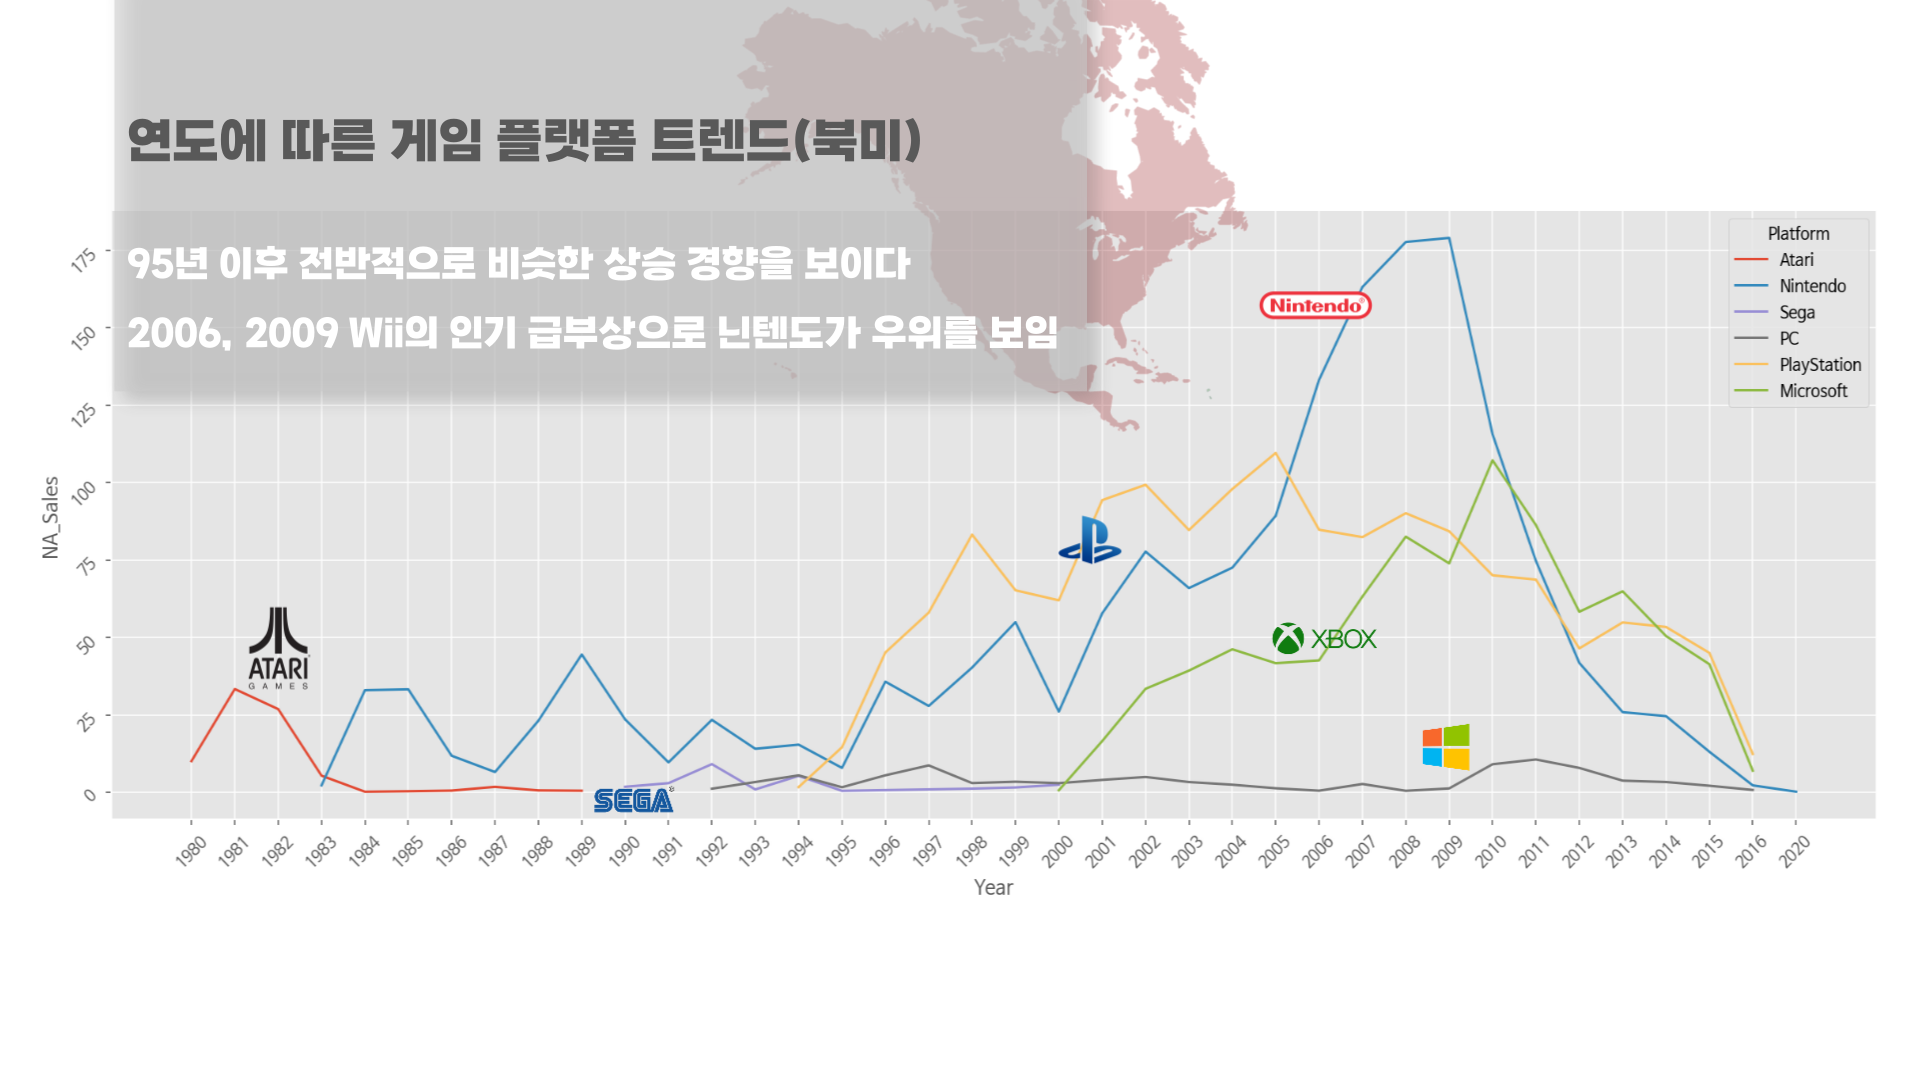 연도에 따른 게임 플랫폼 트렌드(북미)
95년 이후 전반적으로 비슷한 상승 경향을 보이다
2006, 2009 Wii의 인기 급부상으로 닌텐도가 우위를 보임
Platform
Atari
Nintendo
Sega
PC
PlayStation
Microsoft
NA_Sales
175
150
125
100
75
50
25
0
Nintendo®
XBOX
ATARI
GAMES
SEGA®
1980 1981 1982 1983 1984 1985 1986 1987 1988 1989 1990 1991 1992 1993 1994 1995 1996 1997 1998 1999 2000 2001 2002 2003 2004 2005 2006 2007 2008 2009 2010 2011 2012 2013 2014 2015 2016 2020
Year